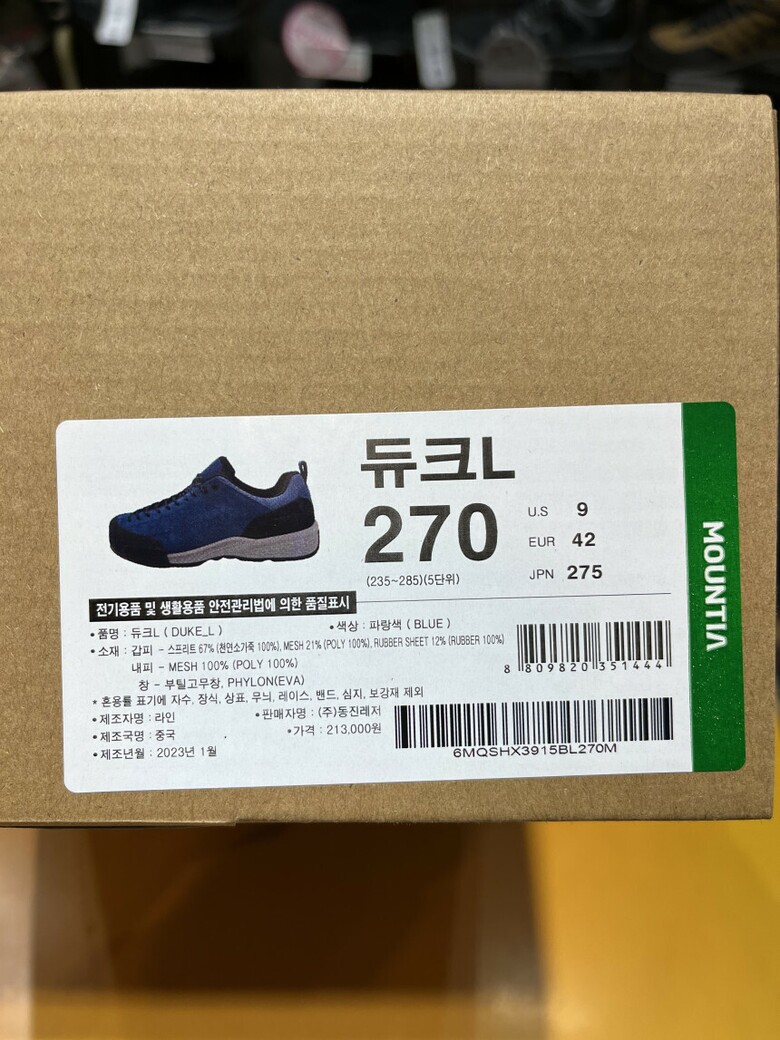 듀크L
270
(235~285)(5단위)
U.S 9
EUR 42
JPN 275
MOUNTIA
전기용품 및 생활용품 안전관리법에 의한 품질표시
• 품명 : 듀크L ( DUKE_L ) • 색상 : 파랑색 ( BLUE )
• 소재 : 갑피 - 스프리트 67% (천연소가죽 100%), MESH 21% (POLY 100%), RUBBER SHEET 12% (RUBBER 100%)
내피 - MESH 100% (POLY 100%)
창 - 부틸고무창, PHYLON(EVA)
* 혼용률 표기에 자수, 장식, 상표, 무늬, 레이스, 밴드, 심지, 보강재 제외
• 제조자명 : 라인 • 판매자명 : (주)동진레저
• 제조국명 : 중국 • 가격 : 213,000원
• 제조년월 : 2023년 1월
8 809820 351444
6MQSHX3915BL270M